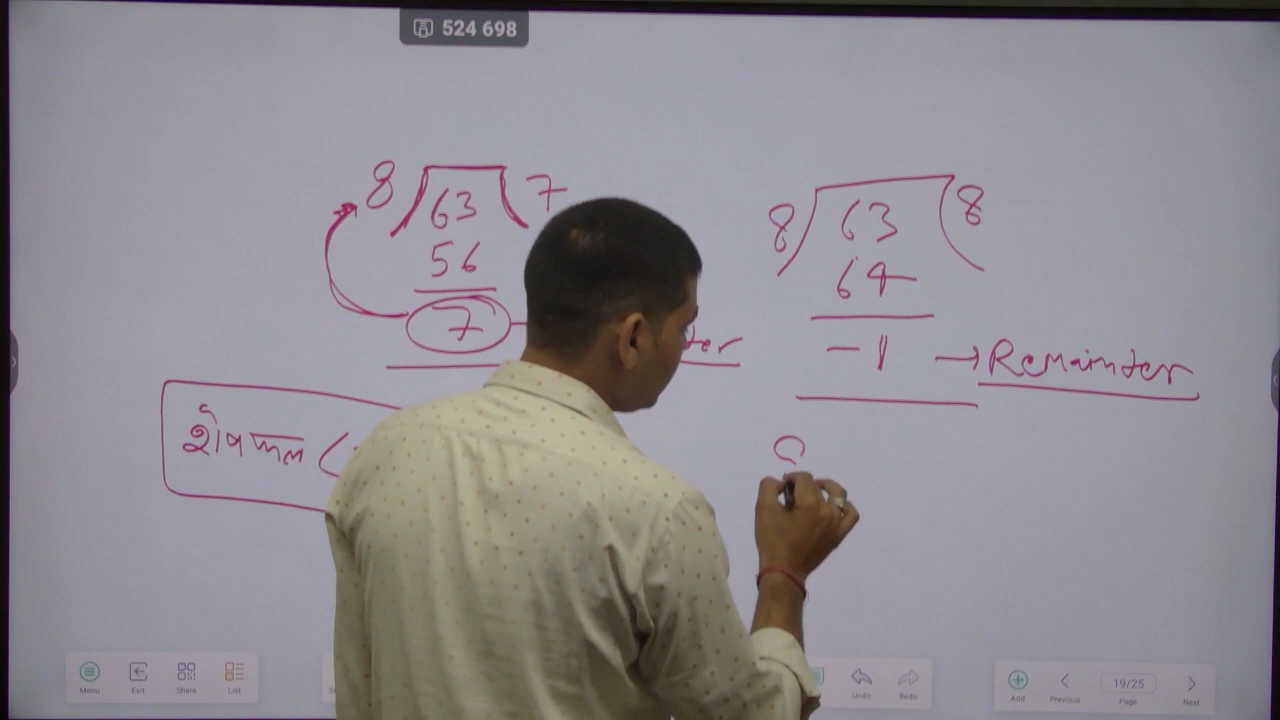 524 698
8 63 7
56
7
8 63 8
64
-1 → Remainter
शेषफल <
Menu Exit Share List
Undo Redo
Add Previous 19/25 Page Next